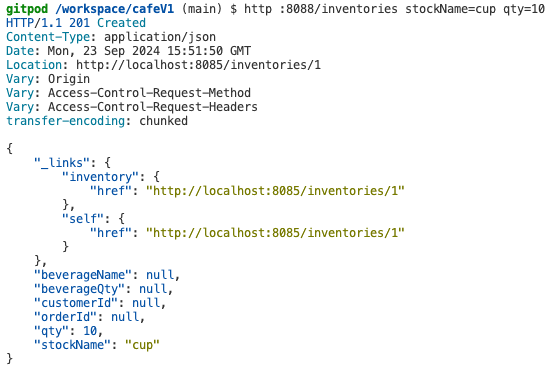 gitpod /workspace/cafeV1 (main) $ http :8088/inventories stockName=cup qty=10
HTTP/1.1 201 Created
Content-Type: application/json
Date: Mon, 23 Sep 2024 15:51:50 GMT
Location: http://localhost:8085/inventories/1
Vary: Origin
Vary: Access-Control-Request-Method
Vary: Access-Control-Request-Headers
transfer-encoding: chunked

{
    "_links": {
        "inventory": {
            "href": "http://localhost:8085/inventories/1"
        },
        "self": {
            "href": "http://localhost:8085/inventories/1"
        }
    },
    "beverageName": null,
    "beverageQty": null,
    "customerId": null,
    "orderId": null,
    "qty": 10,
    "stockName": "cup"
}